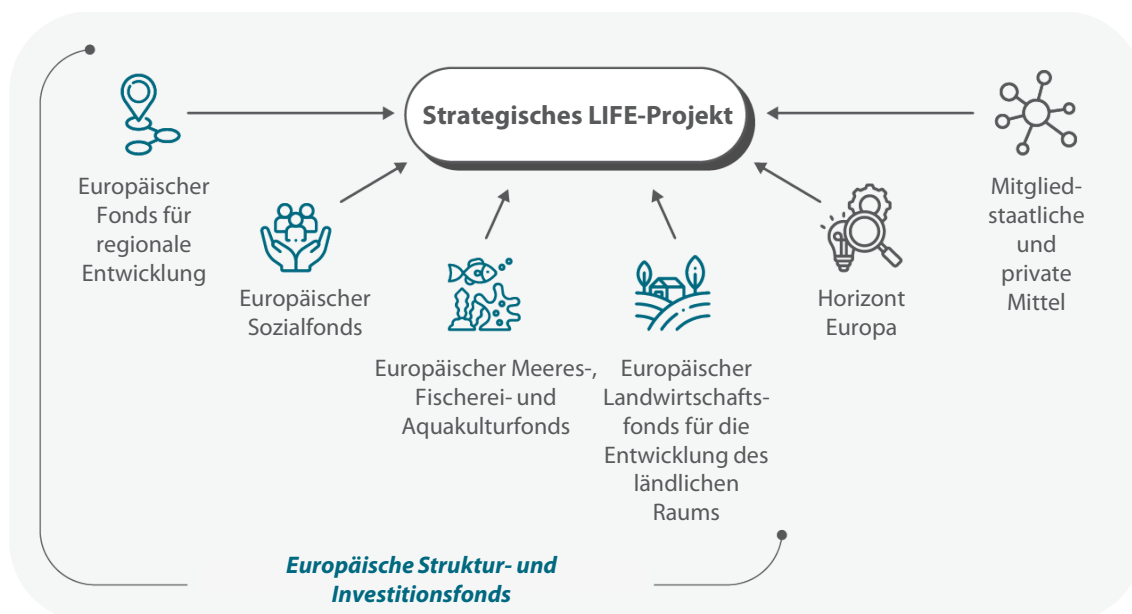 Strategisches LIFE-Projekt
Europäischer
Fonds für
regionale
Entwicklung
Europäischer
Sozialfonds
Europäischer Meeres-,
Fischerei- und
Aquakulturfonds
Europäischer
Landwirtschafts-
fonds für die
Entwicklung des
ländlichen
Raums
Horizont
Europa
Mitglied-
staatliche
und
private
Mittel
Europäische Struktur- und
Investitionsfonds